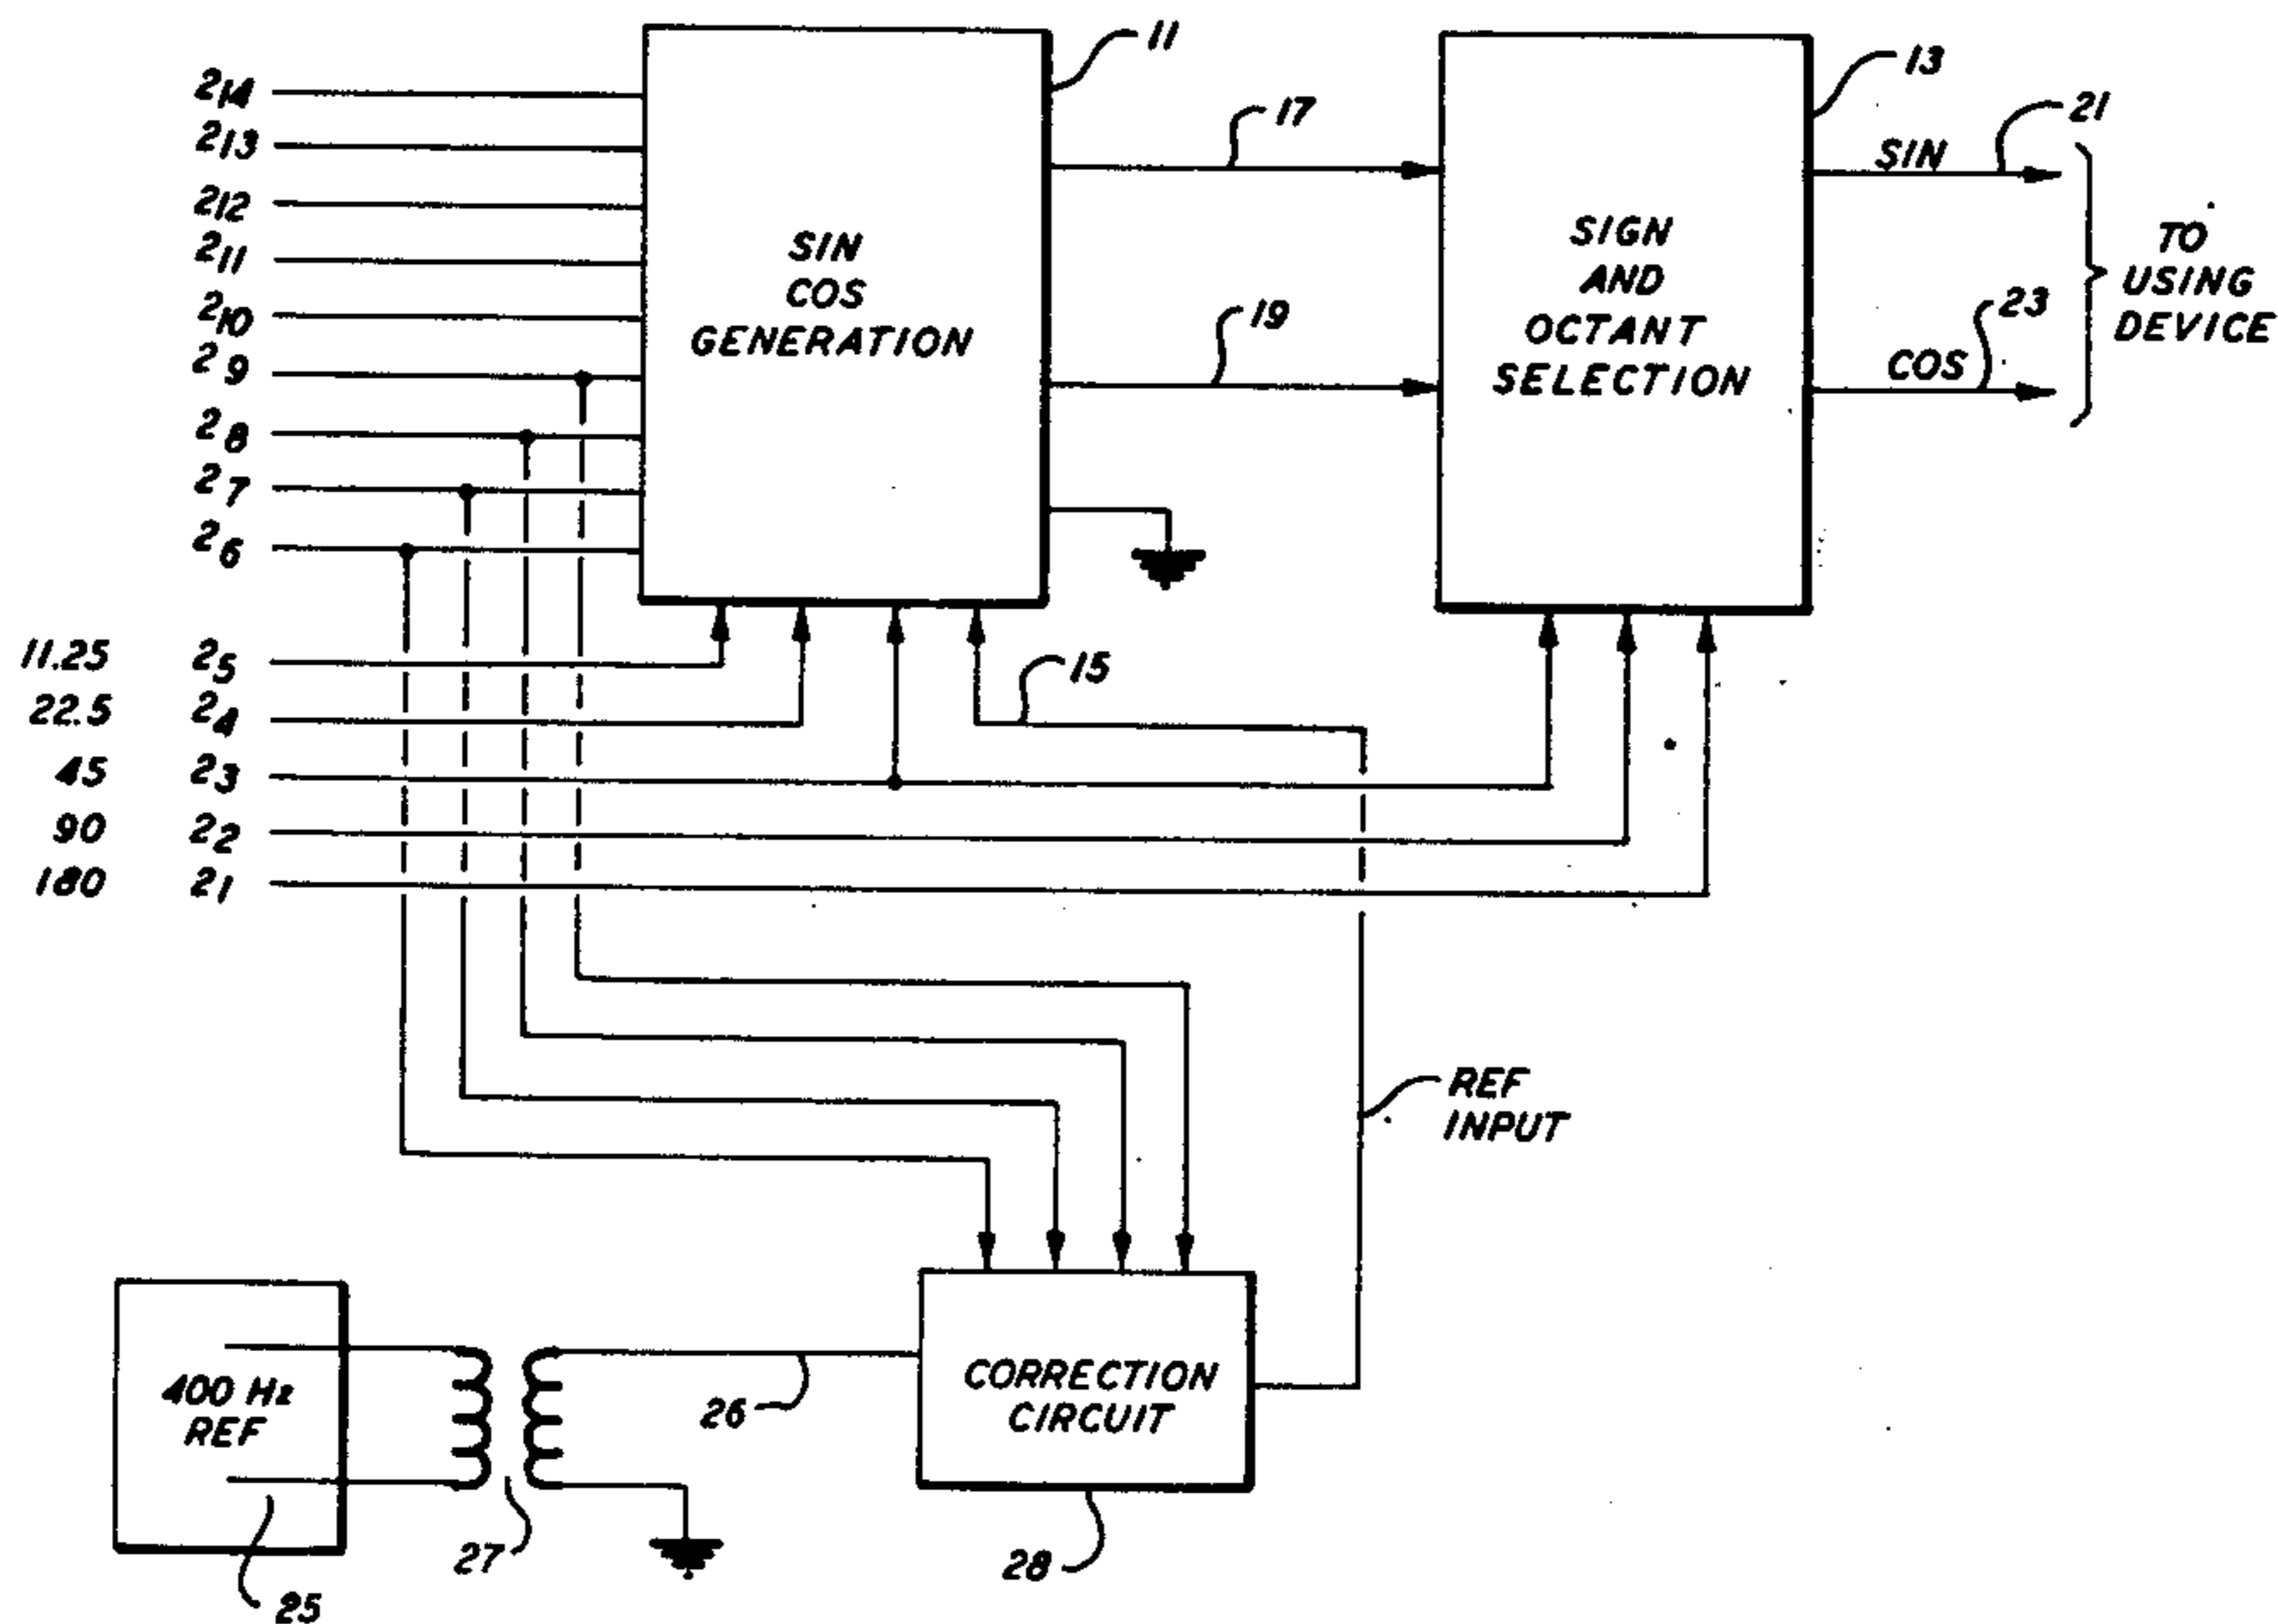 11
13
17
21
2₁₄
2₁₃
2₁₂
2₁₁
2₁₀
2₉
2₈
2₇
2₆
SIN
COS
GENERATION
19
SIGN
AND
OCTANT
SELECTION
SIN
COS
23
TO
USING
DEVICE
11.25 2₅
22.5 2₄
45 2₃
90 2₂
180 2₁
15
REF
INPUT
400 Hz
REF
25
27
26
CORRECTION
CIRCUIT
28